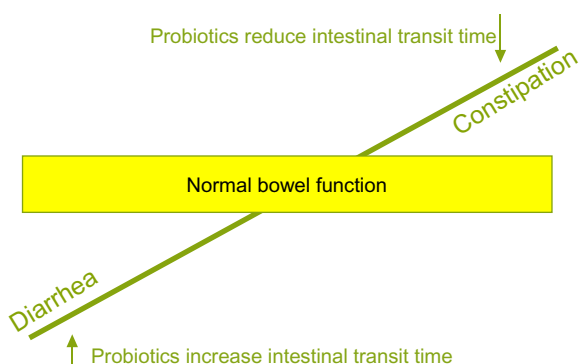 Probiotics reduce intestinal transit time
Constipation
Normal bowel function
Diarrhea
Probiotics increase intestinal transit time